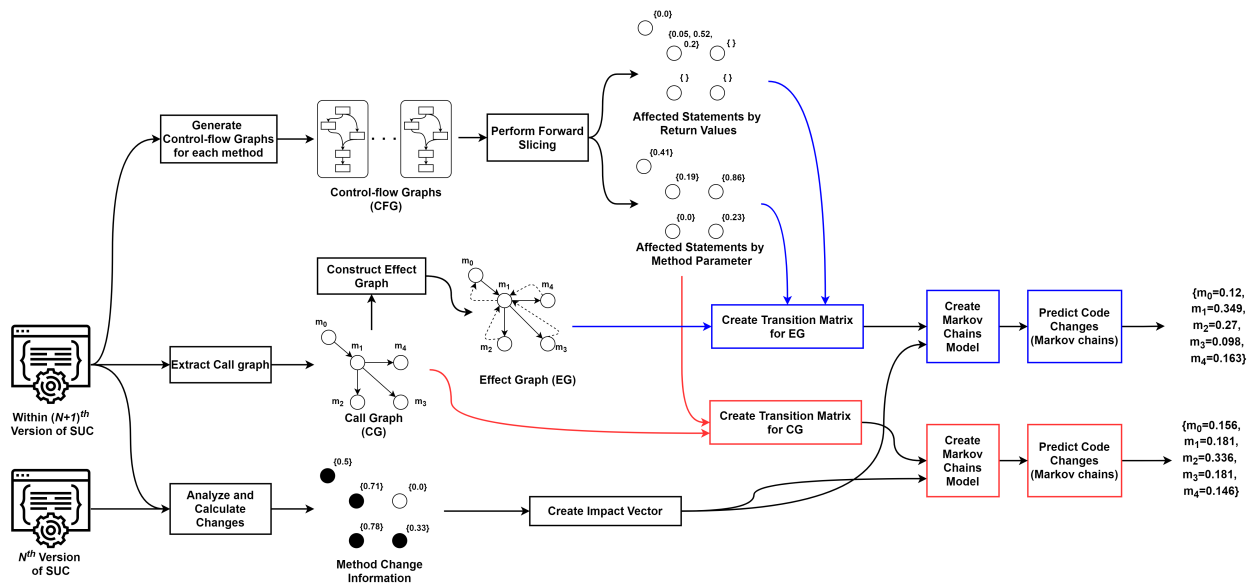 {0.0}
{0.05, 0.52,
0.2}
{ }
{ }
{ }
Affected Statements by
Return Values
Generate
Control-flow Graphs
for each method
. . .
Control-flow Graphs
(CFG)
Perform Forward
Slicing
{0.41}
{0.19}
{0.86}
{0.0}
{0.23}
Affected Statements by
Method Parameter
Construct Effect
Graph
m0
m1
m4
m2
m3
Effect Graph (EG)
Create Transition Matrix
for EG
Create
Markov
Chains
Model
Predict Code
Changes
(Markov chains)
{m0=0.12,
m1=0.349,
m2=0.27,
m3=0.098,
m4=0.163}
Within (N+1)th
Version of SUC
Extract Call graph
m0
m1
m4
m2
m3
Call Graph
(CG)
Create Transition Matrix
for CG
Create
Markov
Chains
Model
Predict Code
Changes
(Markov chains)
{m0=0.156,
m1=0.181,
m2=0.336,
m3=0.181,
m4=0.146}
Nth Version
of SUC
Analyze and
Calculate
Changes
{0.5}
{0.71}
{0.0}
{0.78}
{0.33}
Method Change
Information
Create Impact Vector